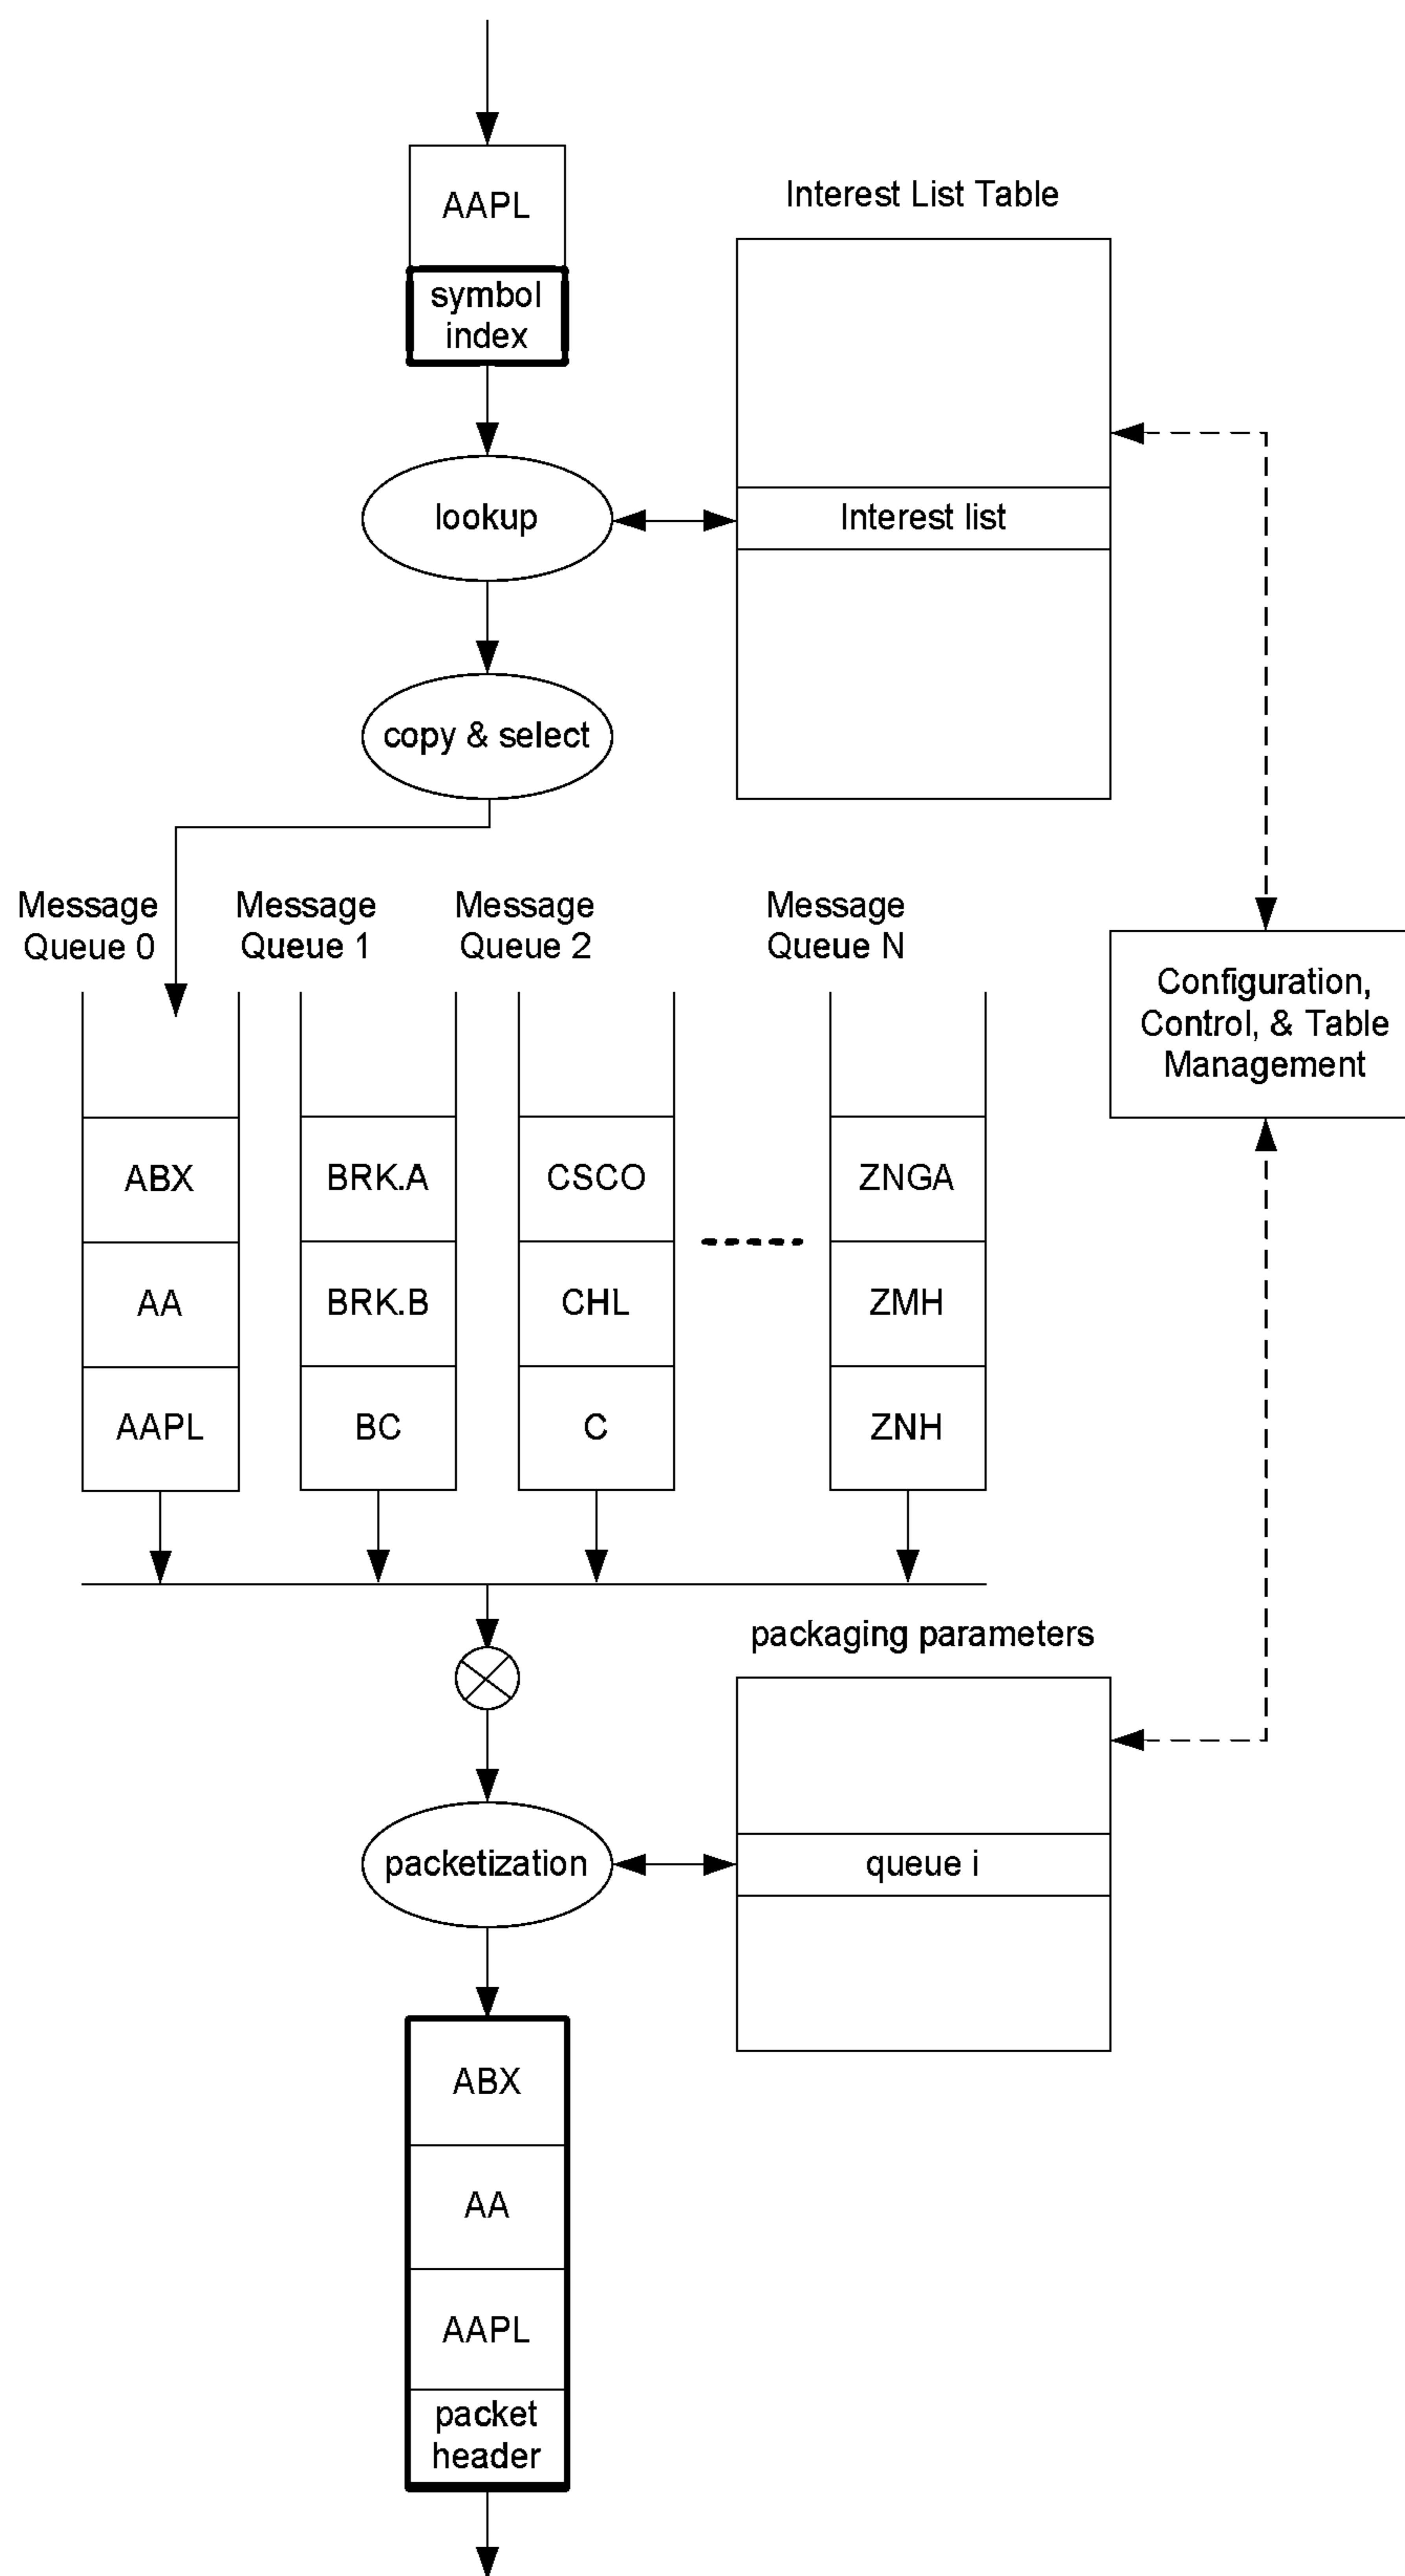 AAPL
symbol
index
Interest List Table
lookup
Interest list
copy & select
Message
Queue 0
Message
Queue 1
Message
Queue 2
Message
Queue N
Configuration,
Control, & Table
Management
ABX
BRK.A
CSCO
ZNGA
AA
BRK.B
CHL
ZMH
AAPL
BC
C
ZNH
packaging parameters
packetization
queue i
ABX
AA
AAPL
packet
header